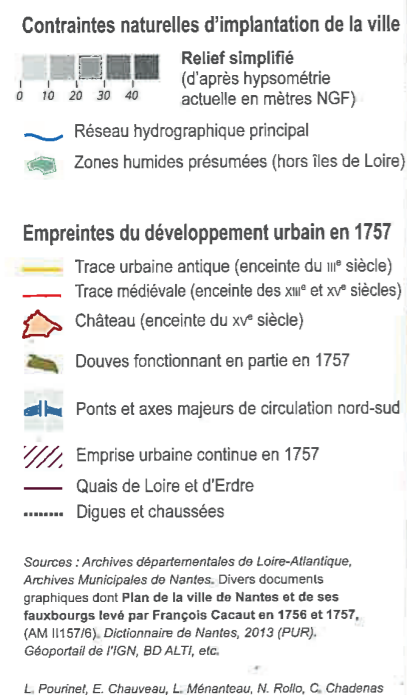 Contraintes naturelles d'implantation de la ville
Relief simplifié
(d'après hypsométrie
actuelle en mètres NGF)
0 10 20 30 40
Réseau hydrographique principal
Zones humides présumées (hors îles de Loire)
Empreintes du développement urbain en 1757
Trace urbaine antique (enceinte du IIIe siècle)
Trace médiévale (enceinte des XIIIe et XVe siècles)
Château (enceinte du XVe siècle)
Douves fonctionnant en partie en 1757
Ponts et axes majeurs de circulation nord-sud
Emprise urbaine continue en 1757
Quais de Loire et d'Erdre
Digues et chaussées
Sources : Archives départementales de Loire-Atlantique,
Archives Municipales de Nantes. Divers documents
graphiques dont Plan de la ville de Nantes et de ses
fauxbourgs levé par François Cacaut en 1756 et 1757,
(AM II157/6). Dictionnaire de Nantes, 2013 (PUR).
Géoportail de l'IGN, BD ALTI, etc.
L. Pourinet, E. Chauveau, L. Ménanteau, N. Rollo, C. Chadenas